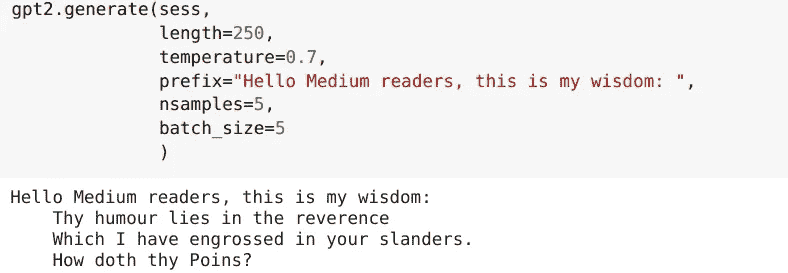 gpt2.generate(sess,
              length=250,
              temperature=0.7,
              prefix="Hello Medium readers, this is my wisdom: ",
              nsamples=5,
              batch_size=5
              )
Hello Medium readers, this is my wisdom:
    Thy humour lies in the reverence
    Which I have engrossed in your slanders.
    How doth thy Poins?